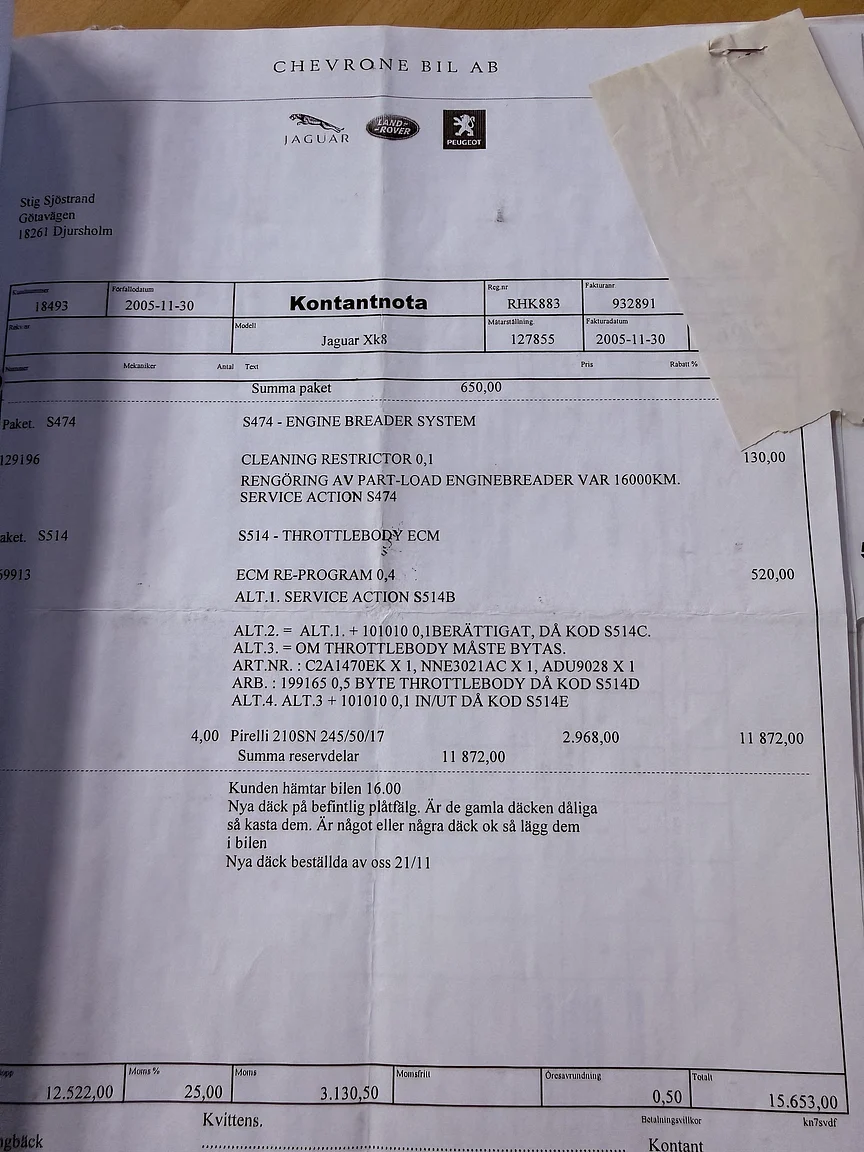 CHEVRONE BIL AB
JAGUAR LAND-ROVER PEUGEOT
Stig Sjöstrand
Götavägen
18261 Djursholm
Kundnummer Förfallodatum Reg.nr Fakturanr.
18493 2005-11-30 Kontantnota RHK883 932891
Modell Mätarställning Fakturadatum
Jaguar Xk8 127855 2005-11-30
Nummer Mekaniker Antal Text Pris Rabatt %
Summa paket 650,00
Paket. S474 S474 - ENGINE BREADER SYSTEM
129196 CLEANING RESTRICTOR 0,1 130,00
RENGÖRING AV PART-LOAD ENGINEBREADER VAR 16000KM.
SERVICE ACTION S474
aket. S514 S514 - THROTTLEBODY ECM
s
59913 ECM RE-PROGRAM 0,4 520,00
ALT.1. SERVICE ACTION S514B
ALT.2. = ALT.1. + 101010 0,1BERÄTTIGAT, DÅ KOD S514C.
ALT.3. = OM THROTTLEBODY MÅSTE BYTAS.
ART.NR. : C2A1470EK X 1, NNE3021AC X 1, ADU9028 X 1
ARB. : 199165 0,5 BYTE THROTTLEBODY DÅ KOD S514D
ALT.4. ALT.3 + 101010 0,1 IN/UT DÅ KOD S514E
4,00 Pirelli 210SN 245/50/17 2.968,00 11 872,00
Summa reservdelar 11 872,00
Kunden hämtar bilen 16.00
Nya däck på befintlig plåtfälg. Är de gamla däcken dåliga
så kasta dem. Är något eller några däck ok så lägg dem
i bilen
Nya däck beställda av oss 21/11
opp Moms % Moms Momsfritt Öresavrundning Totalt
12.522,00 25,00 3.130,50 0,50 15.653,00
Kvittens. Betalningsvillkor kn7svdf
ngbäck Kontant